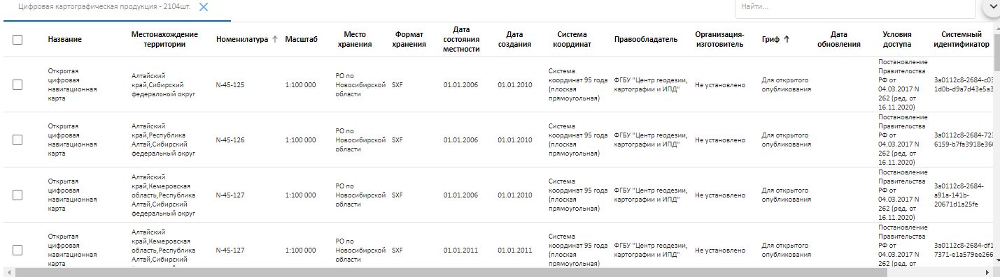 Цифровая картографическая продукция - 2104шт.
Найти...
Название
Местонахождение
территории
Номенклатура
Масштаб
Место
хранения
Формат
хранения
Дата
состояния
местности
Дата
создания
Система
координат
Правообладатель
Организация-
изготовитель
Гриф
Дата
обновления
Условия
доступа
Системный
идентификатор
Открытая
цифровая
навигационная
карта
Алтайский
край,Сибирский
федеральный округ
N-45-125
1:100 000
РО по
Новосибирской
области
SXF
01.01.2006
01.01.2010
Система
координат 95 года
(плоская
прямоугольная)
ФГБУ "Центр геодезии,
картографии и ИПД"
Не установлено
Для открытого
опубликования
Постановление
Правительства
РФ от
04.03.2017 N
262 (ред. от
16.11.2020)
3a0112c8-2684-c03
1d0b-d9a7d43e5a3
Открытая
цифровая
навигационная
карта
Алтайский
край,Республика
Алтай,Сибирский
федеральный округ
N-45-126
1:100 000
РО по
Новосибирской
области
SXF
01.01.2006
01.01.2010
Система
координат 95 года
(плоская
прямоугольная)
ФГБУ "Центр геодезии,
картографии и ИПД"
Не установлено
Для открытого
опубликования
Постановление
Правительства
РФ от
04.03.2017 N
262 (ред. от
16.11.2020)
3a0112c8-2684-723
6159-b7fa3918e360
Открытая
цифровая
навигационная
карта
Алтайский
край,Кемеровская
область,Республика
Алтай,Сибирский
федеральный округ
N-45-127
1:100 000
РО по
Новосибирской
области
SXF
01.01.2006
01.01.2010
Система
координат 95 года
(плоская
прямоугольная)
ФГБУ "Центр геодезии,
картографии и ИПД"
Не установлено
Для открытого
опубликования
Постановление
Правительства
РФ от
04.03.2017 N
262 (ред. от
16.11.2020)
3a0112c8-2684-
a91a-141b-
20671d1a25fe
Открытая
цифровая
навигационная
карта
Алтайский
край,Кемеровская
область,Республика
Алтай,Сибирский
N-45-127
1:100 000
РО по
Новосибирской
области
SXF
01.01.2011
01.01.2011
Система
координат 95 года
(плоская
прямоугольная)
ФГБУ "Центр геодезии,
картографии и ИПД"
Не установлено
Для открытого
опубликования
Постановление
Правительства
РФ от
04.03.2017 N
262 (ред. от
3a0112c8-2684-df1
7371-e1a579ee266